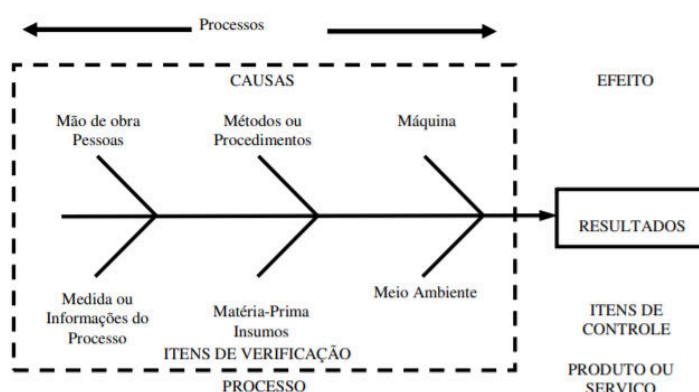 Processos
CAUSAS
EFEITO
Mão de obra
Pessoas
Métodos ou
Procedimentos
Máquina
RESULTADOS
Medida ou
Informações do
Processo
Matéria-Prima
Insumos
Meio Ambiente
ITENS DE VERIFICAÇÃO
PROCESSO
ITENS DE
CONTROLE
PRODUTO OU
SERVIÇO